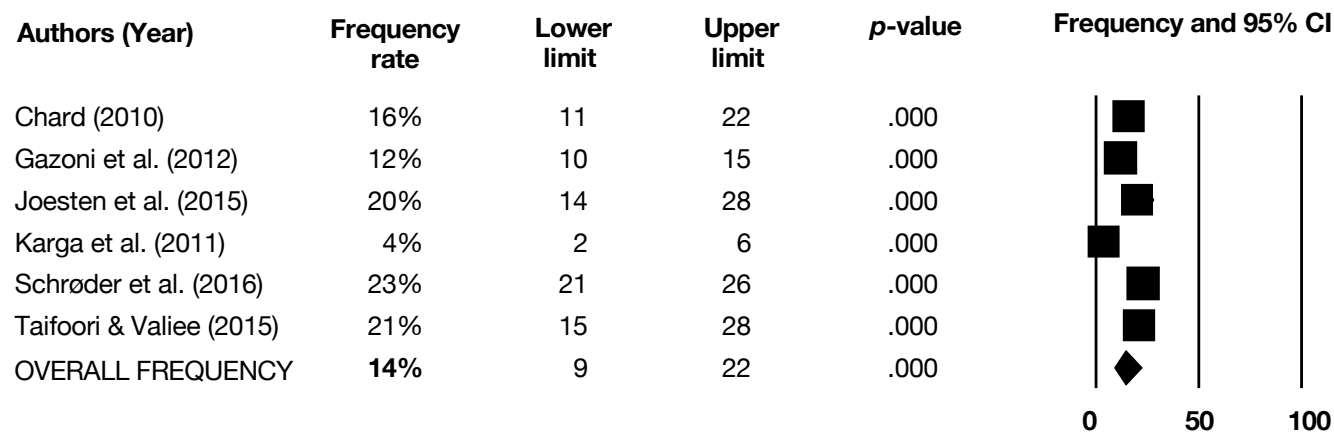 Authors (Year) Frequency rate Lower limit Upper limit p-value Frequency and 95% CI
Chard (2010) 16% 11 22 .000
Gazoni et al. (2012) 12% 10 15 .000
Joesten et al. (2015) 20% 14 28 .000
Karga et al. (2011) 4% 2 6 .000
Schrøder et al. (2016) 23% 21 26 .000
Taifoori & Valiee (2015) 21% 15 28 .000
OVERALL FREQUENCY 14% 9 22 .000
0 50 100